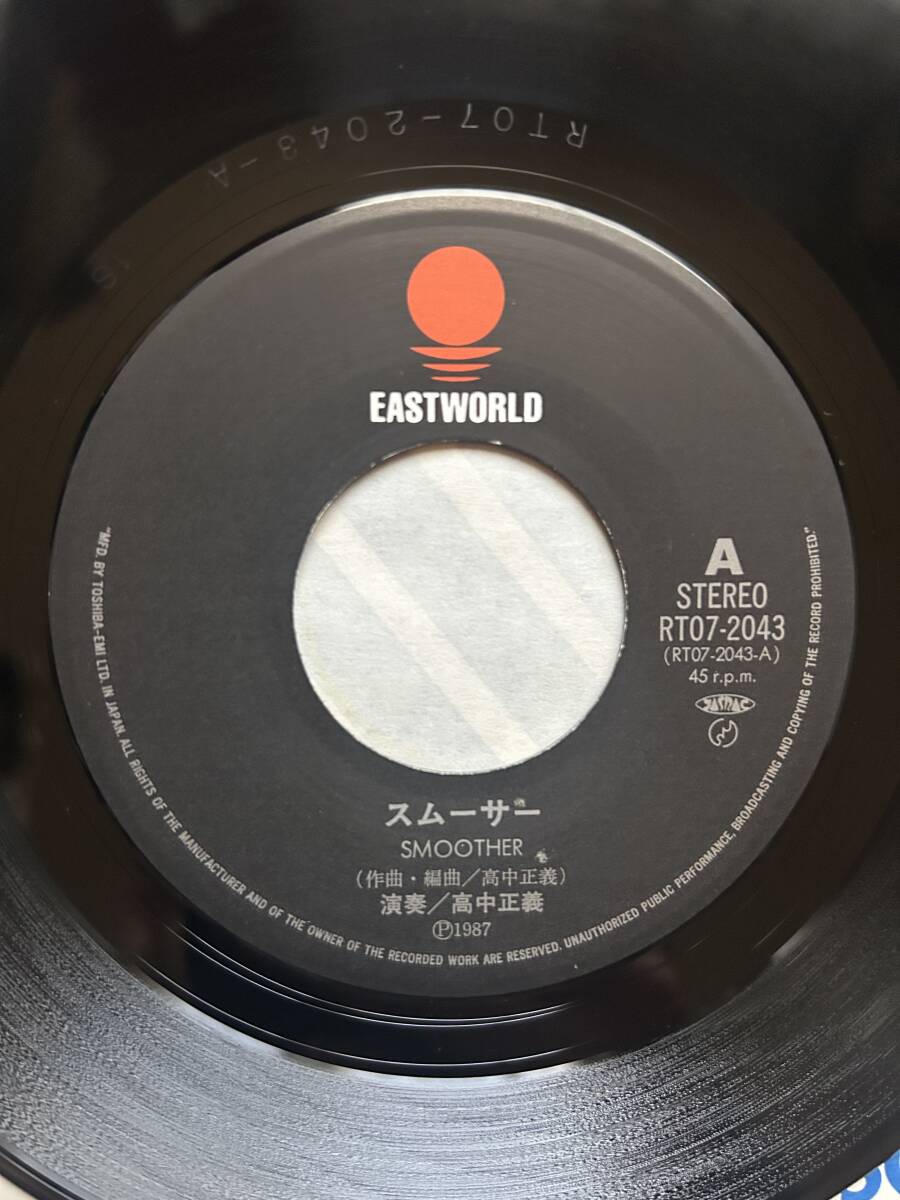 RT07-2043-A
EASTWORLD
A
STEREO
RT07-2043
(RT07-2043-A)
45 r.p.m.
JASRAC
スムーサー
SMOOTHER
(作曲・編曲/高中正義)
演奏/高中正義
Ⓟ1987
"MFD. BY TOSHIBA-EMI LTD. IN JAPAN. ALL RIGHTS OF THE MANUFACTURER AND OF THE OWNER OF THE RECORDED WORK ARE RESERVED. UNAUTHORIZED PUBLIC PERFORMANCE, BROADCASTING AND COPYING OF THE RECORD PROHIBITED."